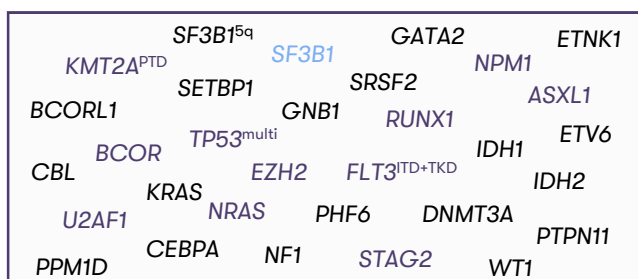 SF3B1^5q GATA2 ETNK1
KMT2A^PTD SF3B1 NPM1
SETBP1 SRSF2 ASXL1
BCORL1 GNB1 RUNX1
TP53^multi ETV6
BCOR IDH1
CBL EZH2 FLT3^ITD+TKD IDH2
KRAS
U2AF1 NRAS PHF6 DNMT3A
PTPN11
CEBPA NF1 STAG2
PPM1D WT1